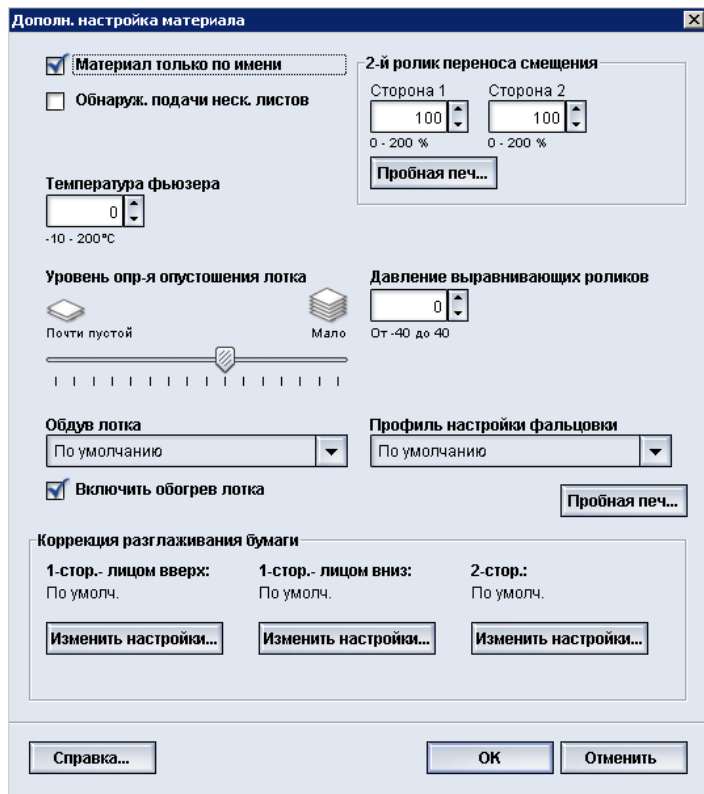 Дополн. настройка материала
Материал только по имени
Обнаруж. подачи неск. листов
2-й ролик переноса смещения
Сторона 1 Сторона 2
100 100
0 - 200 % 0 - 200 %
Пробная печ...
Температура фьюзера
0
-10 - 200°C
Уровень опр-я опустошения лотка
Почти пустой Мало
Давление выравнивающих роликов
0
От -40 до 40
Обдув лотка
По умолчанию
Профиль настройки фальцовки
По умолчанию
Включить обогрев лотка
Пробная печ...
Коррекция разглаживания бумаги
1-стор.- лицом вверх: 1-стор.- лицом вниз: 2-стор.:
По умолч. По умолч. По умолч.
Изменить настройки... Изменить настройки... Изменить настройки...
Справка... OK Отменить